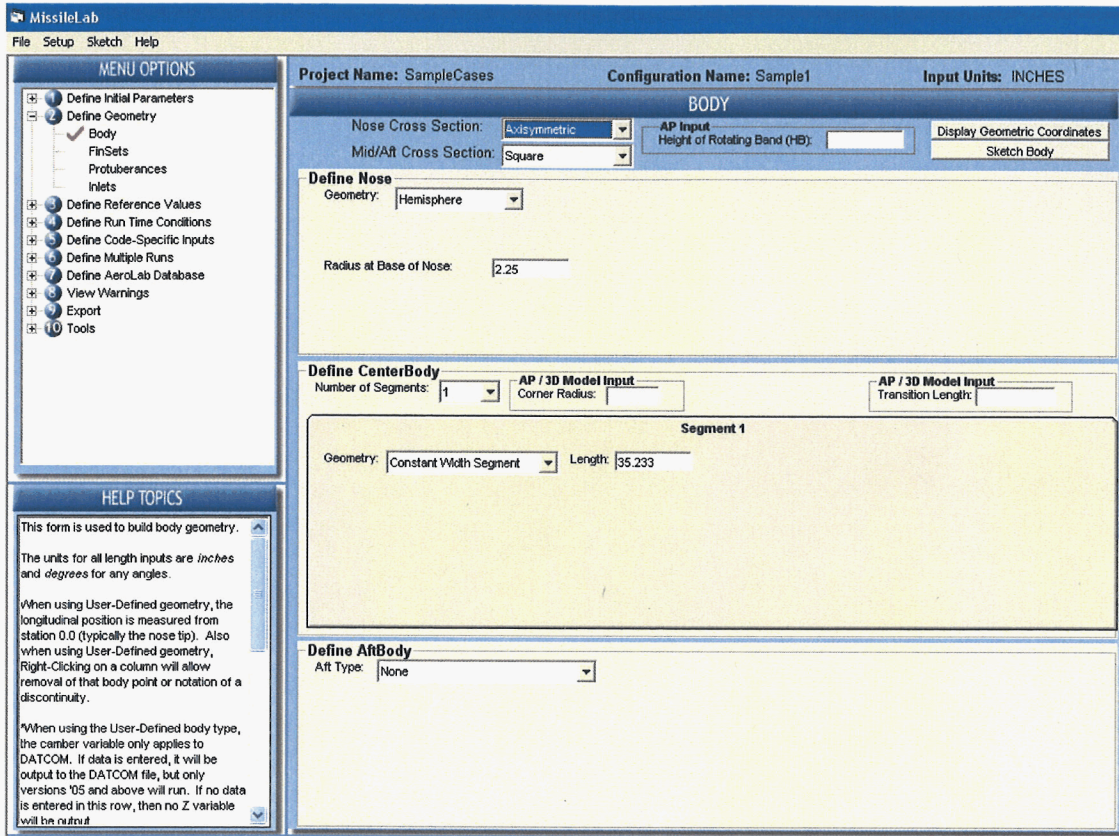 MissileLab
File Setup Sketch Help
MENU OPTIONS
1 Define Initial Parameters
2 Define Geometry
Body
FinSets
Protuberances
Inlets
3 Define Reference Values
4 Define Run Time Conditions
5 Define Code-Specific Inputs
6 Define Multiple Runs
7 Define AeroLab Database
8 View Warnings
9 Export
10 Tools
HELP TOPICS
This form is used to build body geometry.
The units for all length inputs are inches
and degrees for any angles.
When using User-Defined geometry, the
longitudinal position is measured from
station 0.0 (typically the nose tip). Also
when using User-Defined geometry,
Right-Clicking on a column will allow
removal of that body point or notation of a
discontinuity.
*When using the User-Defined body type,
the camber variable only applies to
DATCOM. If data is entered, it will be
output to the DATCOM file, but only
versions '05 and above will run. If no data
is entered in this row, then no Z variable
will be output
Project Name: SampleCases Configuration Name: Sample1 Input Units: INCHES
BODY
Nose Cross Section: Axisymmetric
Mid/Aft Cross Section: Square
AP Input
Height of Rotating Band (HB):
Display Geometric Coordinates
Sketch Body
Define Nose
Geometry: Hemisphere
Radius at Base of Nose: 2.25
Define CenterBody
Number of Segments: 1
AP / 3D Model Input
Corner Radius:
AP / 3D Model Input
Transition Length:
Segment 1
Geometry: Constant Width Segment Length: 35.233
Define AftBody
Aft Type: None